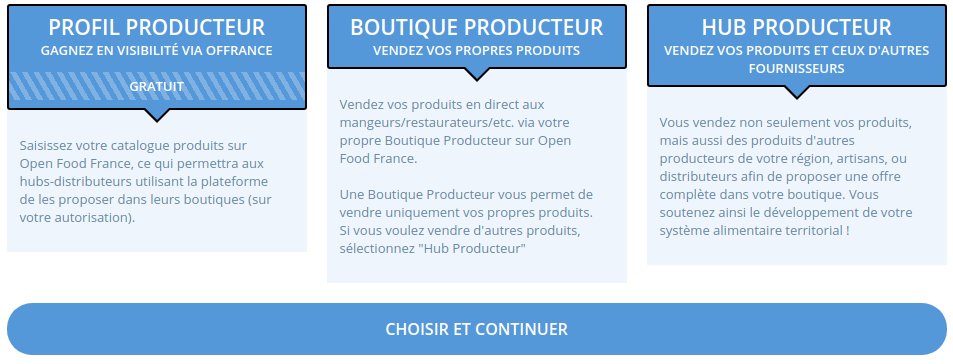 PROFIL PRODUCTEUR
GAGNEZ EN VISIBILITÉ VIA OFFRANCE
GRATUIT
Saisissez votre catalogue produits sur
Open Food France, ce qui permettra aux
hubs-distributeurs utilisant la plateforme
de les proposer dans leurs boutiques (sur
votre autorisation).
BOUTIQUE PRODUCTEUR
VENDEZ VOS PROPRES PRODUITS
Vendez vos produits en direct aux
mangeurs/restaurateurs/etc. via votre
propre Boutique Producteur sur Open
Food France.
Une Boutique Producteur vous permet de
vendre uniquement vos propres produits.
Si vous voulez vendre d'autres produits,
sélectionnez "Hub Producteur"
HUB PRODUCTEUR
VENDEZ VOS PRODUITS ET CEUX D'AUTRES
FOURNISSEURS
Vous vendez non seulement vos produits,
mais aussi des produits d'autres
producteurs de votre région, artisans, ou
distributeurs afin de proposer une offre
complète dans votre boutique. Vous
soutenez ainsi le développement de votre
système alimentaire territorial !
CHOISIR ET CONTINUER